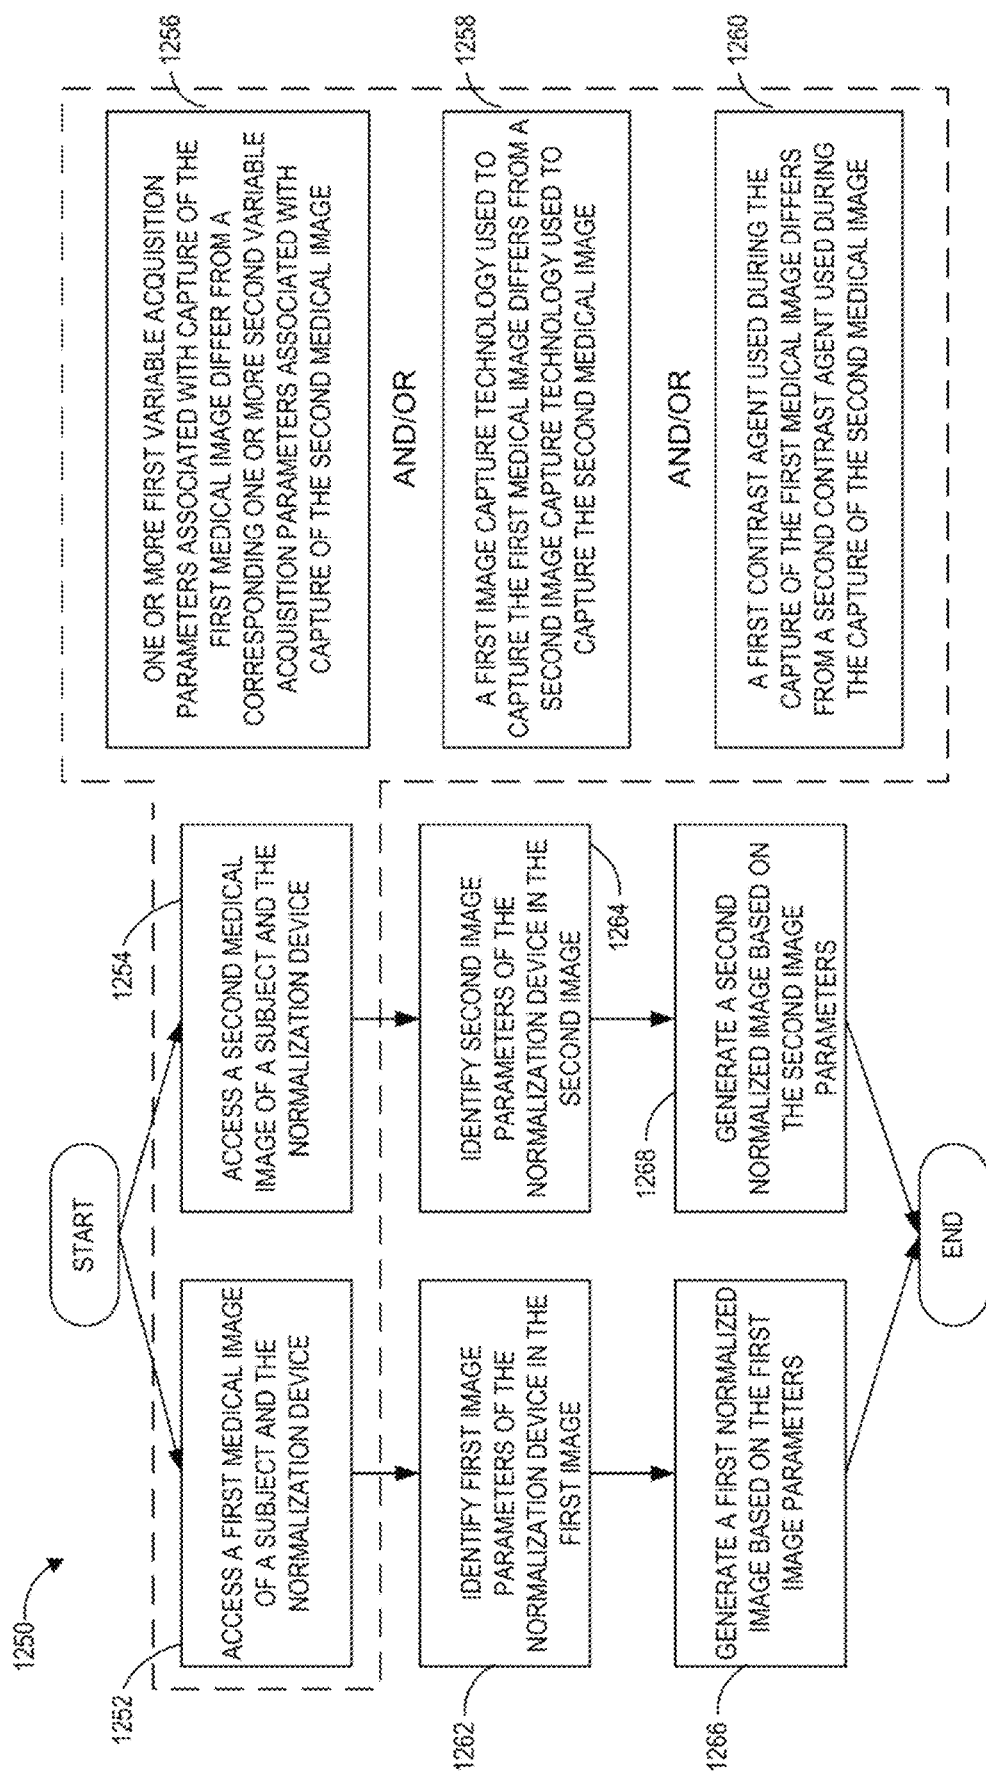 1250
START
1252
ACCESS A FIRST MEDICAL IMAGE
OF A SUBJECT AND THE
NORMALIZATION DEVICE
1254
ACCESS A SECOND MEDICAL
IMAGE OF A SUBJECT AND THE
NORMALIZATION DEVICE
1256
ONE OR MORE FIRST VARIABLE ACQUISITION
PARAMETERS ASSOCIATED WITH CAPTURE OF THE
FIRST MEDICAL IMAGE DIFFER FROM A
CORRESPONDING ONE OR MORE SECOND VARIABLE
ACQUISITION PARAMETERS ASSOCIATED WITH
CAPTURE OF THE SECOND MEDICAL IMAGE
AND/OR
1258
A FIRST IMAGE CAPTURE TECHNOLOGY USED TO
CAPTURE THE FIRST MEDICAL IMAGE DIFFERS FROM A
SECOND IMAGE CAPTURE TECHNOLOGY USED TO
CAPTURE THE SECOND MEDICAL IMAGE
AND/OR
1260
A FIRST CONTRAST AGENT USED DURING THE
CAPTURE OF THE FIRST MEDICAL IMAGE DIFFERS
FROM A SECOND CONTRAST AGENT USED DURING
THE CAPTURE OF THE SECOND MEDICAL IMAGE
1262
IDENTIFY FIRST IMAGE
PARAMETERS OF THE
NORMALIZATION DEVICE IN THE
FIRST IMAGE
1264
IDENTIFY SECOND IMAGE
PARAMETERS OF THE
NORMALIZATION DEVICE IN THE
SECOND IMAGE
1266
GENERATE A FIRST NORMALIZED
IMAGE BASED ON THE FIRST
IMAGE PARAMETERS
1268
GENERATE A SECOND
NORMALIZED IMAGE BASED ON
THE SECOND IMAGE
PARAMETERS
END